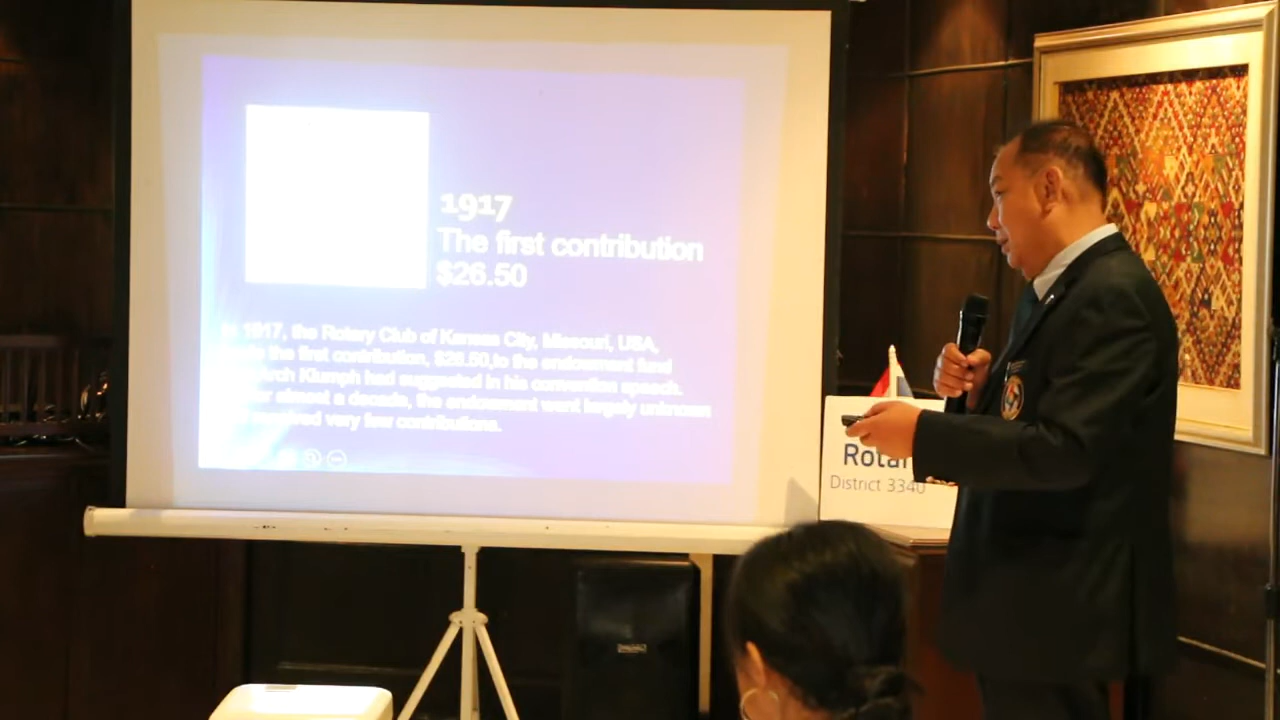 1917
The first contribution
$26.50
1917, the Rotary Club of Kansas City, Missouri, USA,
the first contribution, $26.50,to the endowment fund
Arch Klumph had suggested in his convention speech.
almost a decade, the endowment went largely unknown
very few contributions.
Rotar
District 3340